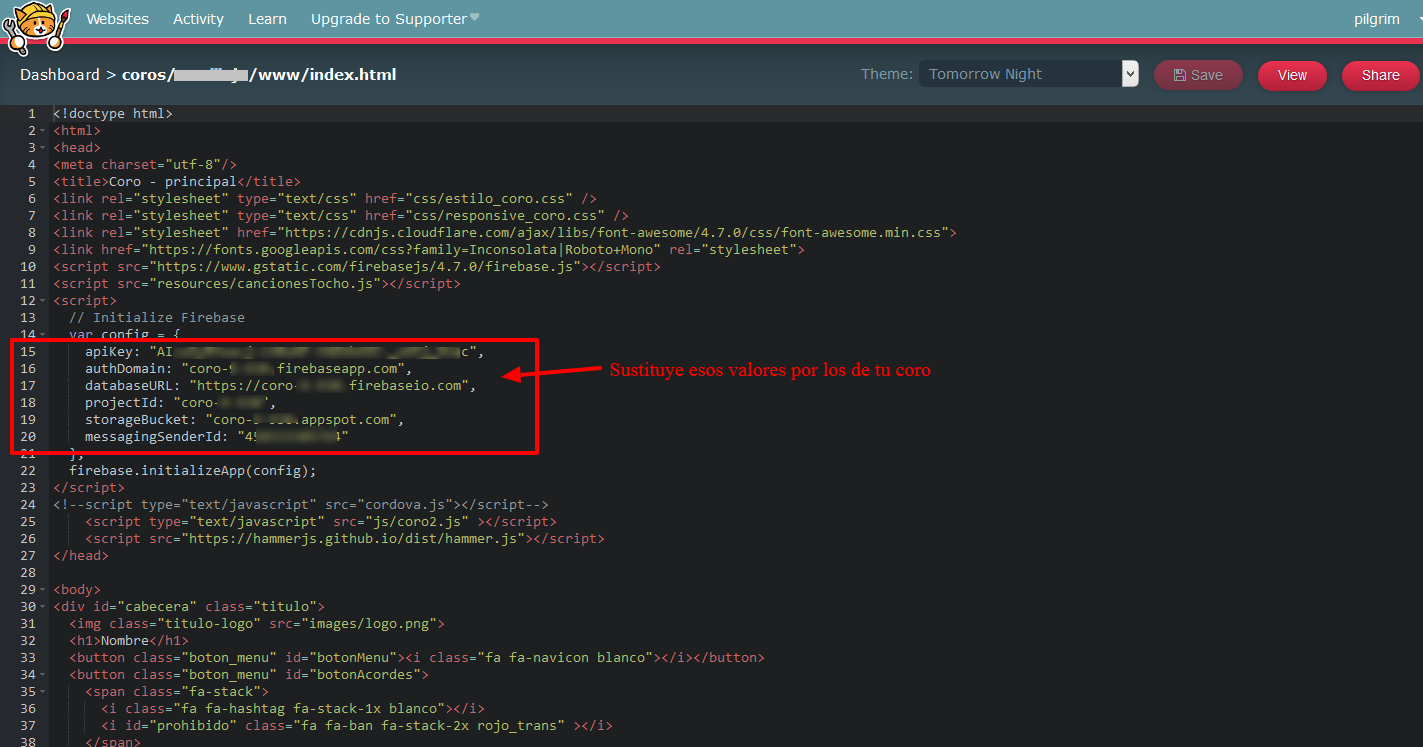 Websites Activity Learn Upgrade to Supporter pilgrim
Dashboard > coros/ /www/index.html Theme: Tomorrow Night Save View Share
1 <!doctype html>
2 <html>
3 <head>
4 <meta charset="utf-8"/>
5 <title>Coro - principal</title>
6 <link rel="stylesheet" type="text/css" href="css/estilo_coro.css" />
7 <link rel="stylesheet" type="text/css" href="css/responsive_coro.css" />
8 <link rel="stylesheet" href="https://cdnjs.cloudflare.com/ajax/libs/font-awesome/4.7.0/css/font-awesome.min.css">
9 <link href="https://fonts.googleapis.com/css?family=Inconsolata|Roboto+Mono" rel="stylesheet">
10 <script src="https://www.gstatic.com/firebasejs/4.7.0/firebase.js"></script>
11 <script src="resources/cancionesTocho.js"></script>
12 <script>
13 // Initialize Firebase
14 var config = {
15 apiKey: "AI c",
16 authDomain: "coro- .firebaseapp.com",
17 databaseURL: "https://coro- .firebaseio.com",
18 projectId: "coro- ",
19 storageBucket: "coro- .appspot.com",
20 messagingSenderId: "4 4"
Sustituye esos valores por los de tu coro
21 };
22 firebase.initializeApp(config);
23 </script>
24 <!--script type="text/javascript" src="cordova.js"></script-->
25 <script type="text/javascript" src="js/coro2.js" ></script>
26 <script src="https://hammerjs.github.io/dist/hammer.js"></script>
27 </head>
28
29 <body>
30 <div id="cabecera" class="titulo">
31 <img class="titulo-logo" src="images/logo.png">
32 <h1>Nombre</h1>
33 <button class="boton_menu" id="botonMenu"><i class="fa fa-navicon blanco"></i></button>
34 <button class="boton_menu" id="botonAcordes">
35 <span class="fa-stack">
36 <i class="fa fa-hashtag fa-stack-1x blanco"></i>
37 <i id="prohibido" class="fa fa-ban fa-stack-2x rojo_trans" ></i>
38 </span>